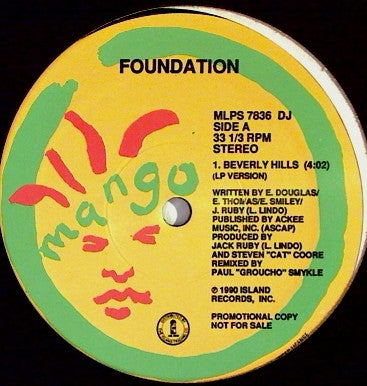 FOUNDATION
mango
MLPS 7836 DJ
SIDE A
33 1/3 RPM
STEREO
1. BEVERLY HILLS (4:02)
(LP VERSION)
WRITTEN BY E. DOUGLAS/
E. THOMAS/E. SMILEY/
J. RUBY (L. LINDO)
PUBLISHED BY ACKEE
MUSIC, INC. (ASCAP)
PRODUCED BY
JACK RUBY (L. LINDO)
AND STEVEN "CAT" COORE
REMIXED BY
PAUL "GROUCHO" SMYKLE
℗ 1990 ISLAND
RECORDS, INC.
PROMOTIONAL COPY
NOT FOR SALE